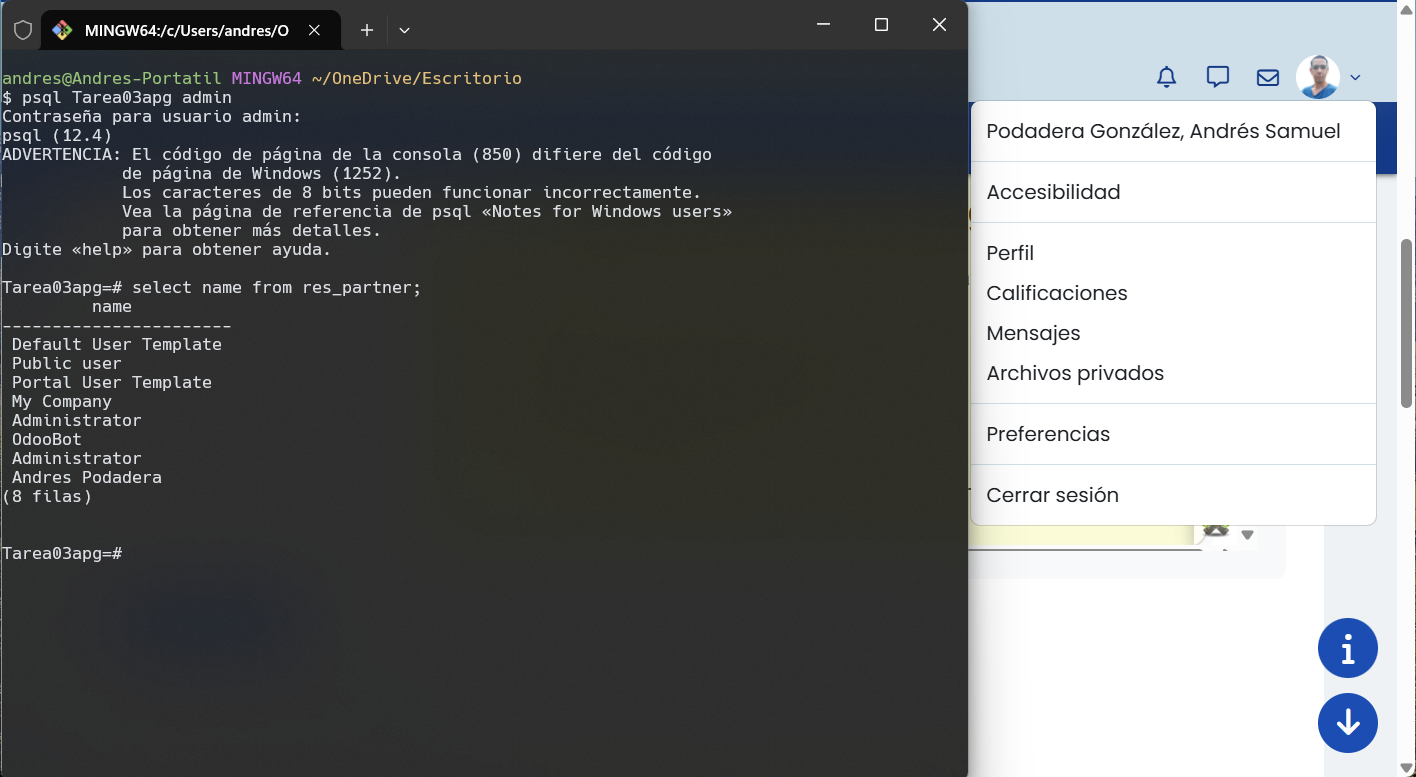 MINGW64:/c/Users/andres/O
andres@Andres-Portatil MINGW64 ~/OneDrive/Escritorio
$ psql Tarea03apg admin
Contraseña para usuario admin:
psql (12.4)
ADVERTENCIA: El código de página de la consola (850) difiere del código
de página de Windows (1252).
Los caracteres de 8 bits pueden funcionar incorrectamente.
Vea la página de referencia de psql «Notes for Windows users»
para obtener más detalles.
Digite «help» para obtener ayuda.
Tarea03apg=# select name from res_partner;
name
-----------------------
Default User Template
Public user
Portal User Template
My Company
Administrator
OdooBot
Administrator
Andres Podadera
(8 filas)
Tarea03apg=#
Podadera González, Andrés Samuel
Accesibilidad
Perfil
Calificaciones
Mensajes
Archivos privados
Preferencias
Cerrar sesión